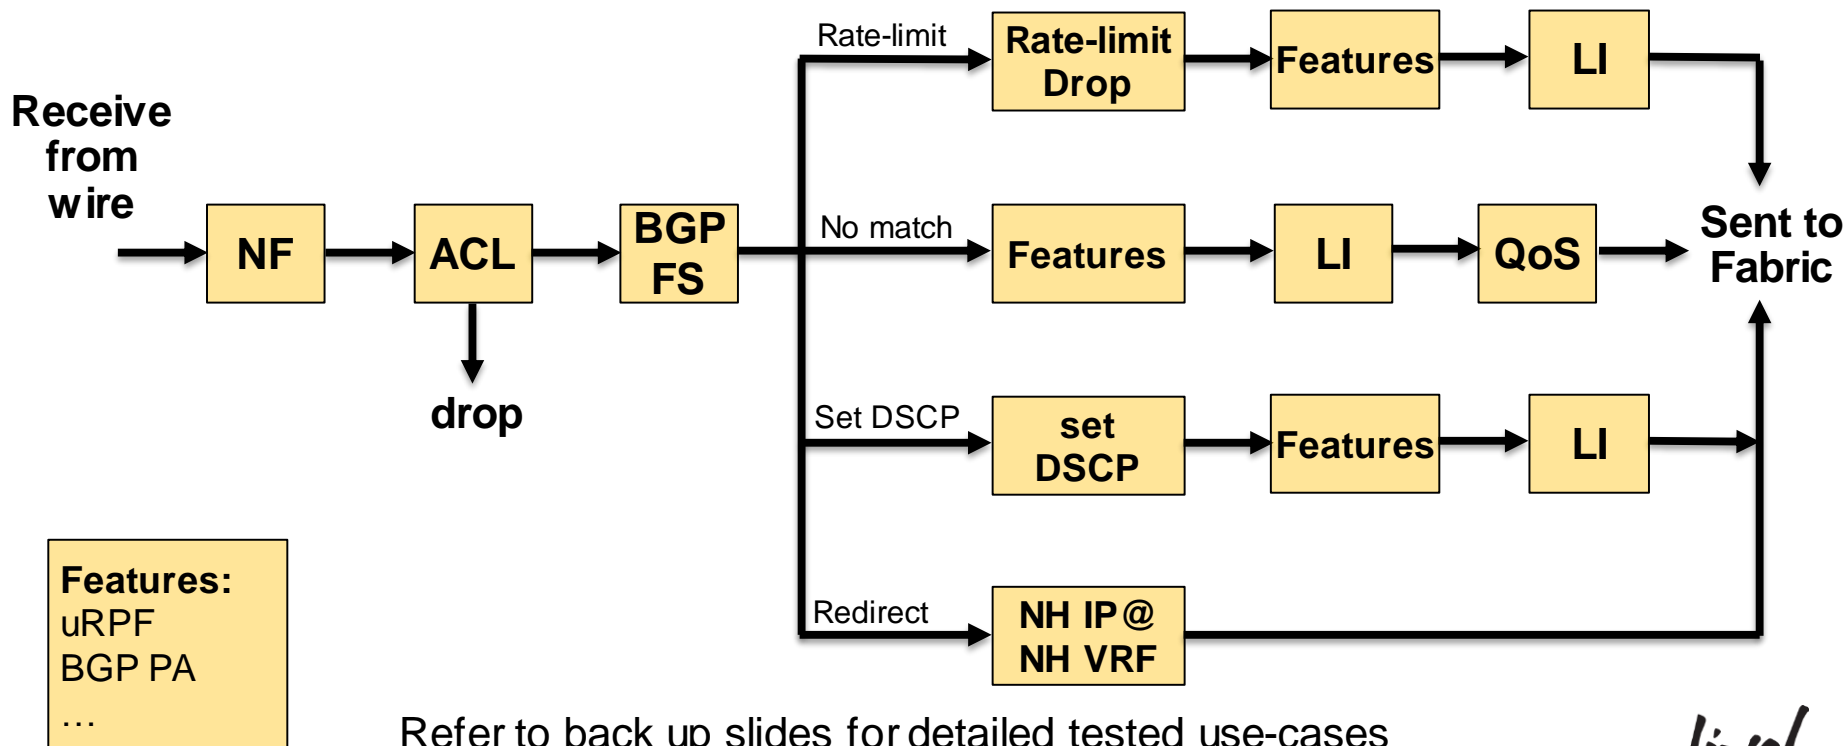 Receive
from
wire
NF
ACL
drop
BGP
FS
Rate-limit
Rate-limit
Drop
Features
LI
No match
Features
LI
QoS
Sent to
Fabric
Set DSCP
set
DSCP
Features
LI
Redirect
NH IP@
NH VRF
Features:
uRPF
BGP PA
…
Refer to back up slides for detailed tested use-cases